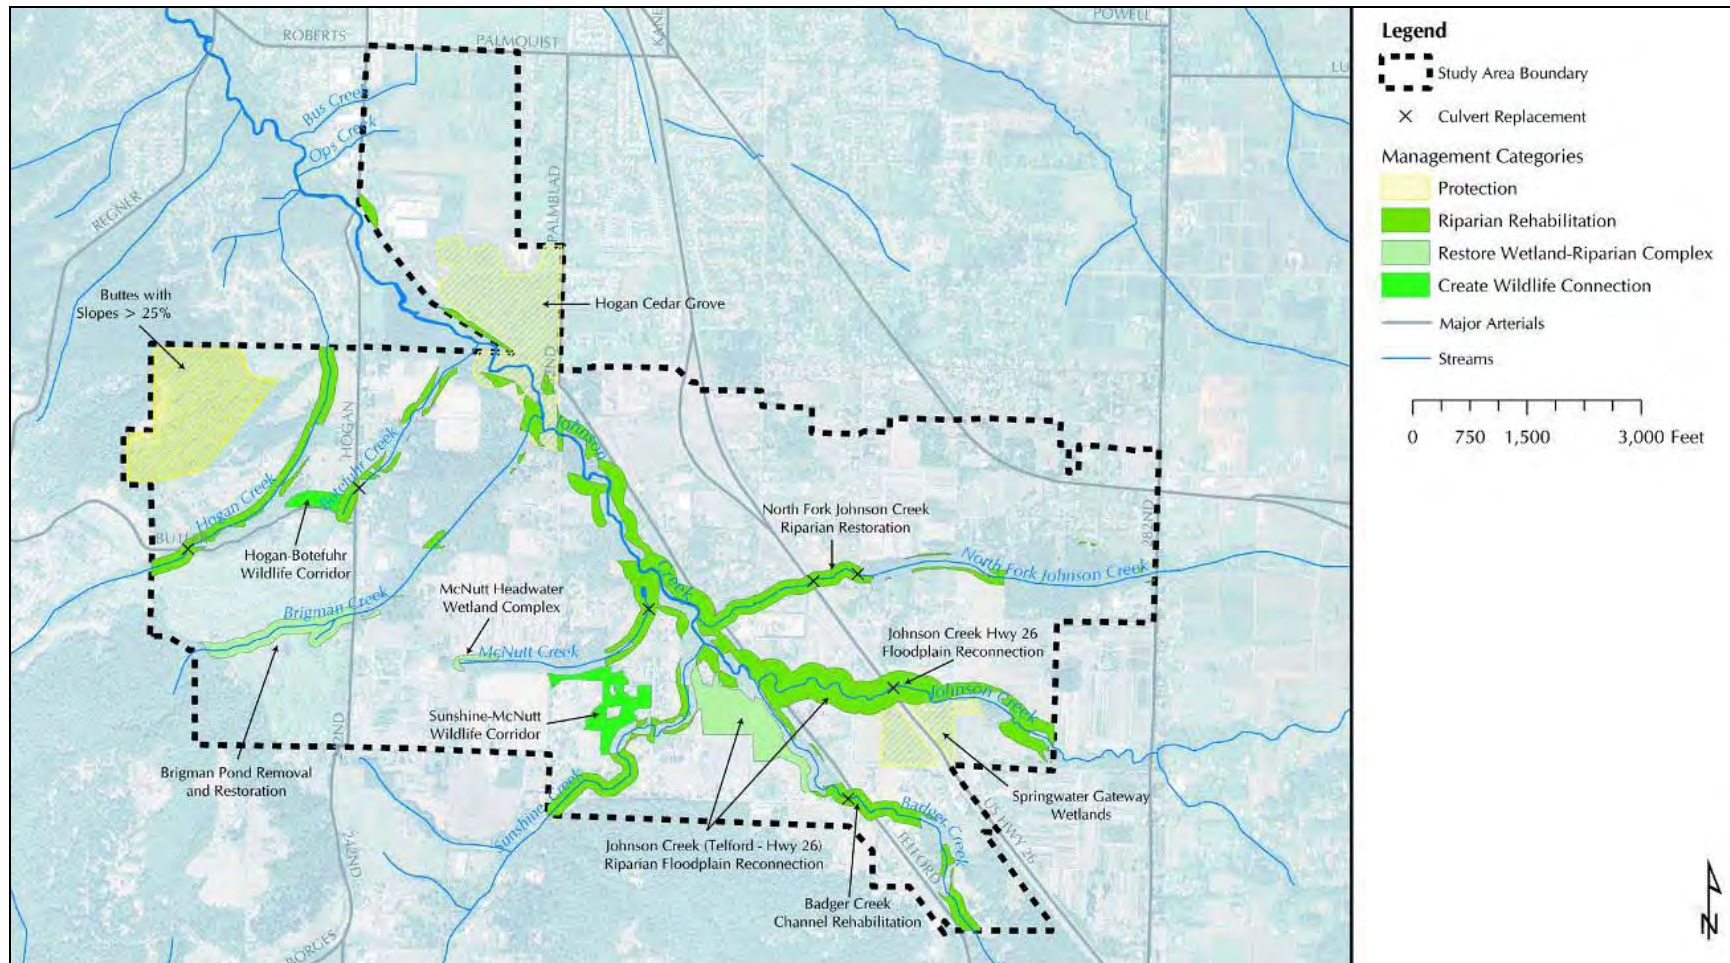 ROBERTS
PALMQUIST
KANE
POWELL
LU
Bus Creek
Ops Creek
REGNER
PALMBLAD
Buttes with
Slopes > 25%
Hogan Cedar Grove
HOGAN
Johnson
Botefuhr Creek
Hogan Creek
Hogan-Botefuhr
Wildlife Corridor
North Fork Johnson Creek
Riparian Restoration
282ND
North Fork Johnson Creek
Creek
McNutt Headwater
Wetland Complex
Brigman Creek
McNutt Creek
Johnson Creek Hwy 26
Floodplain Reconnection
Johnson Creek
Sunshine-McNutt
Wildlife Corridor
242ND
Brigman Pond Removal
and Restoration
Sunshine Creek
Springwater Gateway
Wetlands
US HWY 26
Badger Creek
TELFORD
Johnson Creek (Telford - Hwy 26)
Riparian Floodplain Reconnection
Badger Creek
Channel Rehabilitation
BORGES
Legend
Study Area Boundary
Culvert Replacement
Management Categories
Protection
Riparian Rehabilitation
Restore Wetland-Riparian Complex
Create Wildlife Connection
Major Arterials
Streams
0 750 1,500 3,000 Feet
N